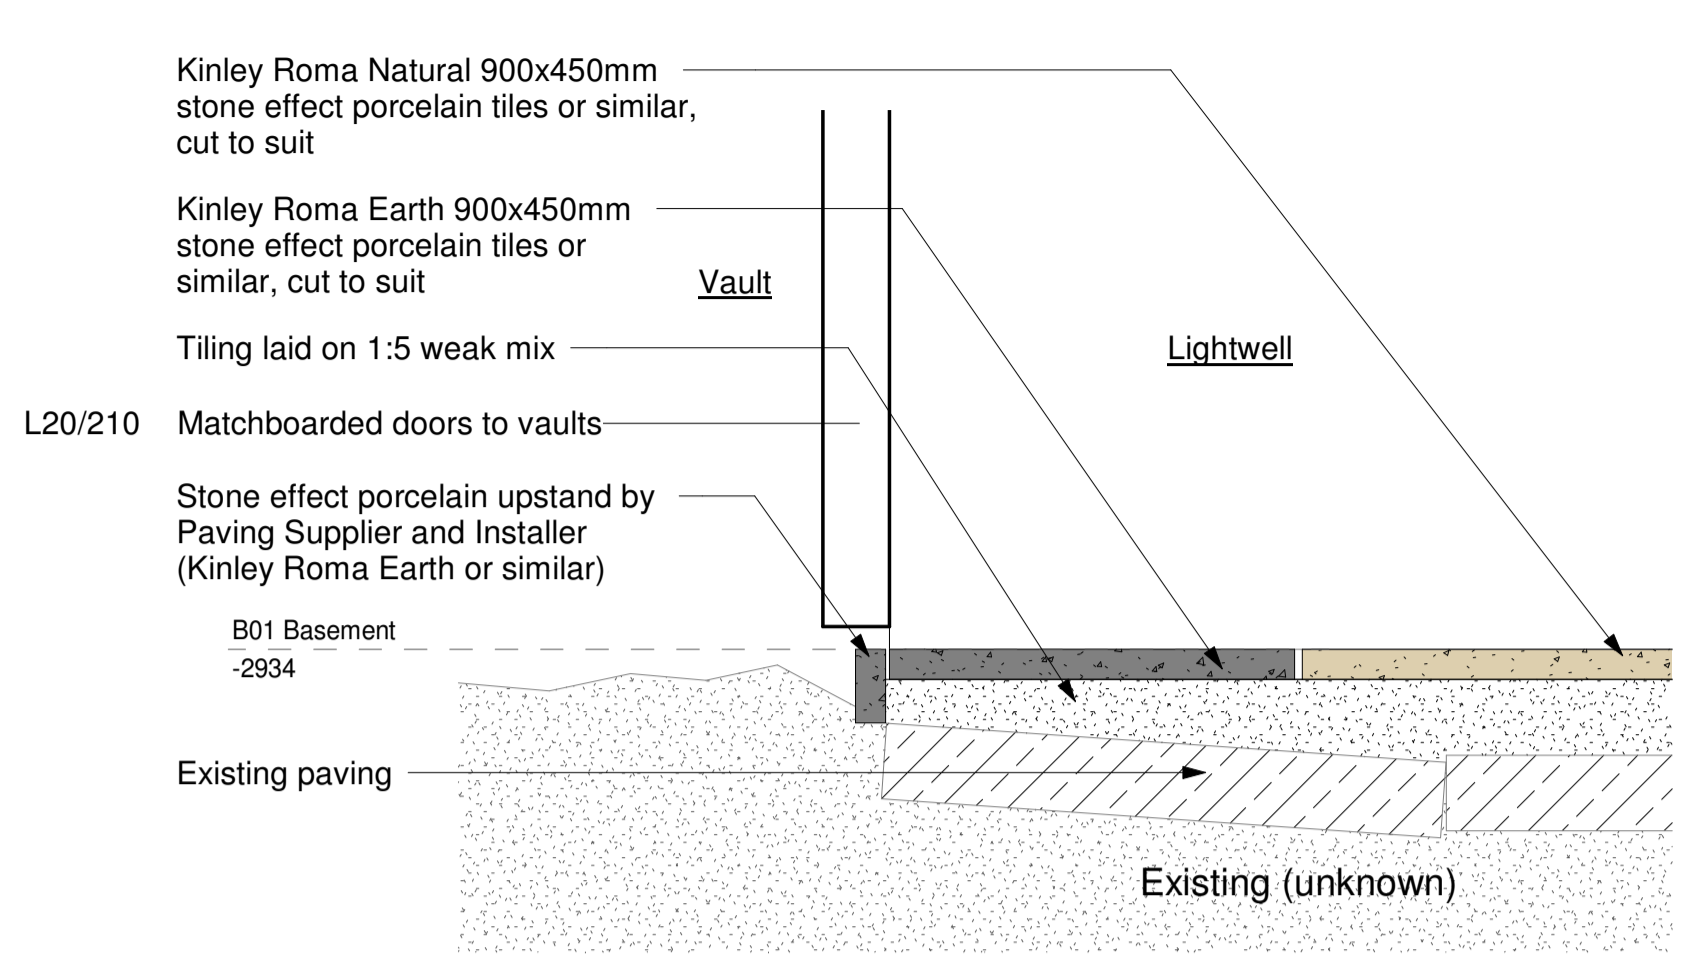 Kinley Roma Natural 900x450mm
stone effect porcelain tiles or similar,
cut to suit
Kinley Roma Earth 900x450mm
stone effect porcelain tiles or
similar, cut to suit
Vault
Tiling laid on 1:5 weak mix
Lightwell
L20/210 Matchboarded doors to vaults
Stone effect porcelain upstand by
Paving Supplier and Installer
(Kinley Roma Earth or similar)
B01 Basement
-2934
Existing paving
Existing (unknown)